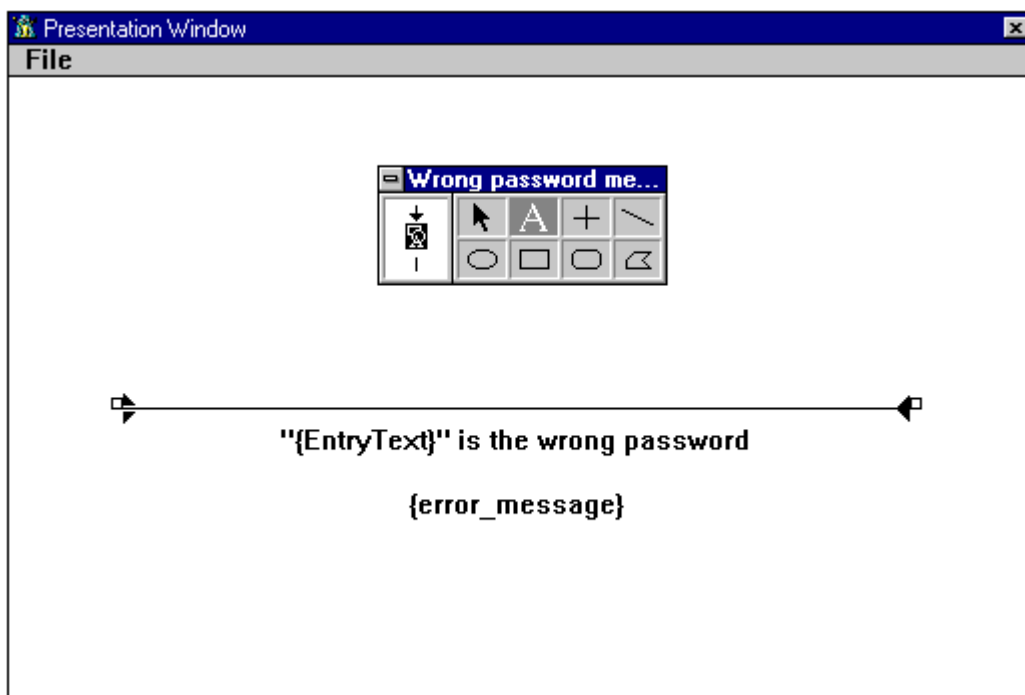 Presentation Window
File
Wrong password me...
A
"{EntryText}" is the wrong password
{error_message}